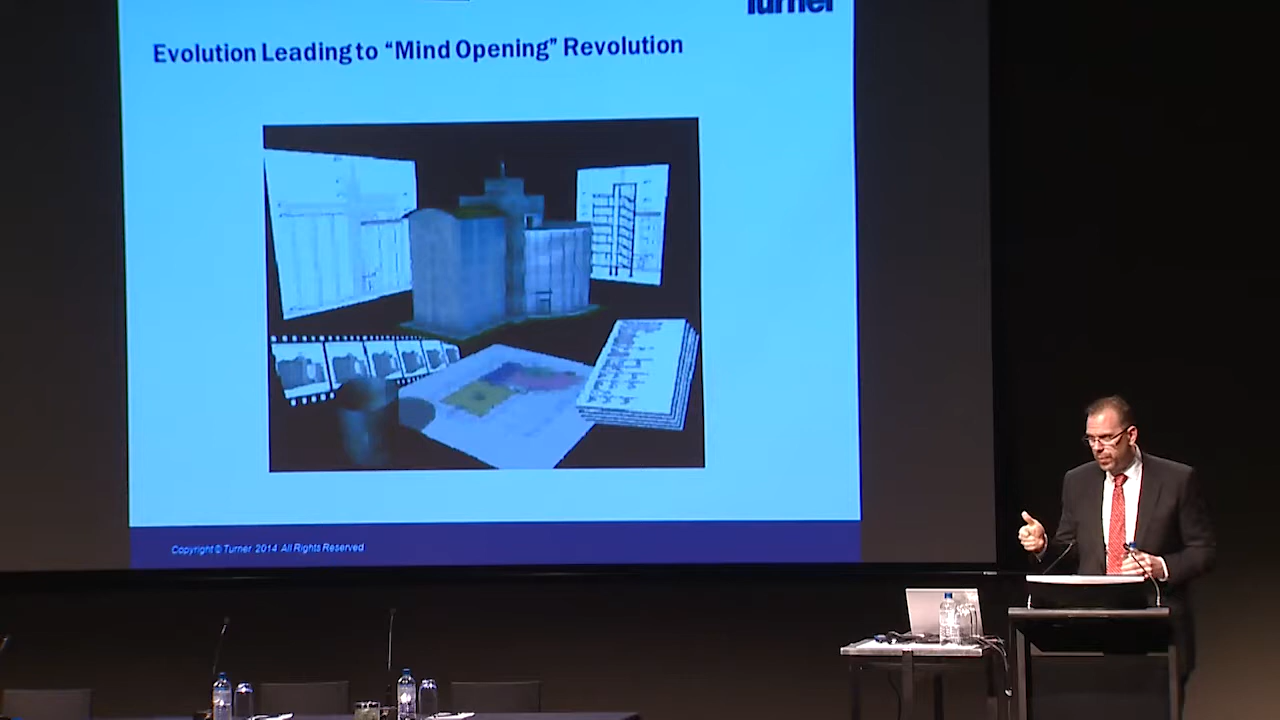 Turner
Evolution Leading to “Mind Opening” Revolution
Copyright © Turner 2014 All Rights Reserved